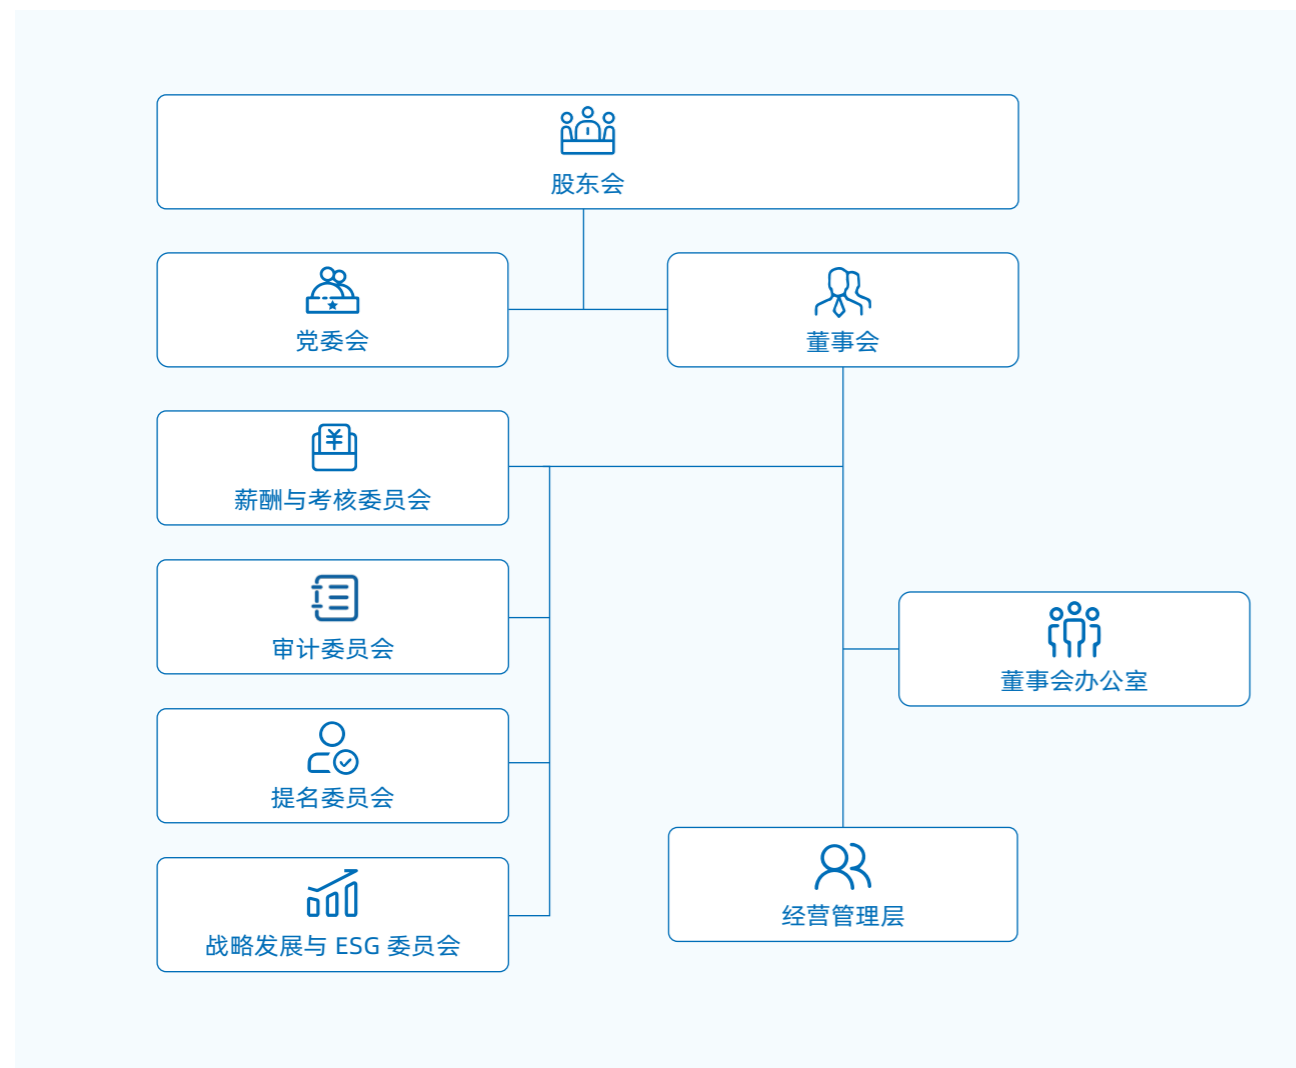 股东会
党委会
董事会
薪酬与考核委员会
审计委员会
董事会办公室
提名委员会
经营管理层
战略发展与 ESG 委员会